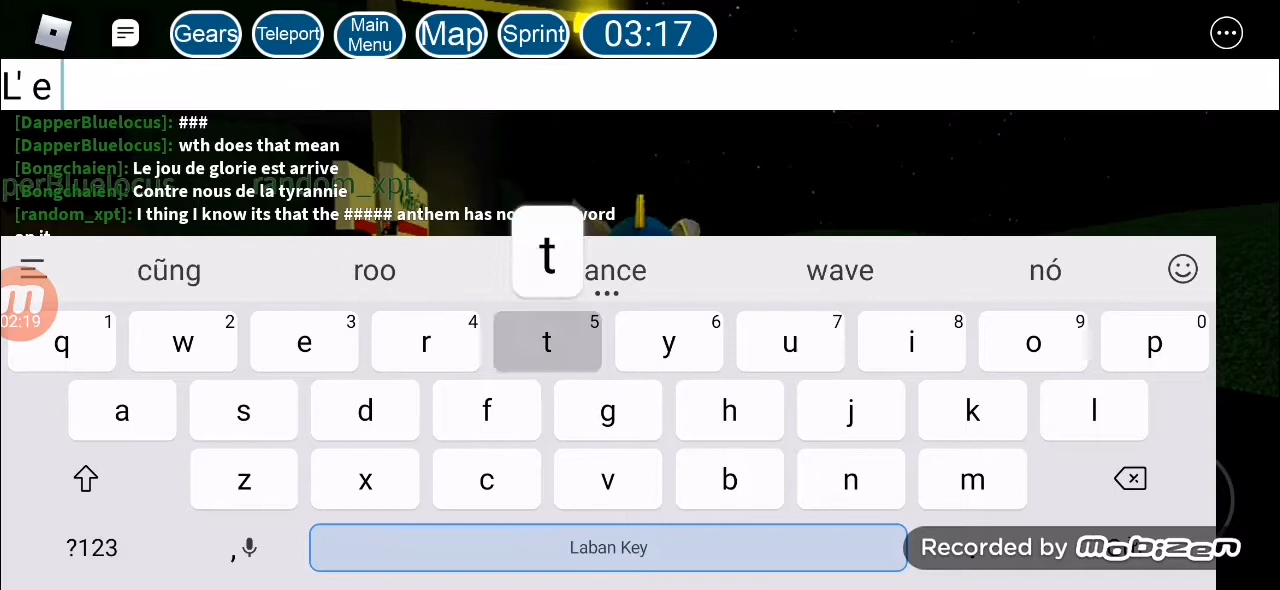 Gears
Teleport
Main
Menu
Map
Sprint
03:17
L' e
[DapperBluelocus]: ###
[DapperBluelocus]: wth does that mean
[Bongchaien]: Le jou de glorie est arrive
[Bongchaien]: Contre nous de la tyrannie
random_xpt
[random_xpt]: I thing I know its that the ##### anthem has no
cũng
roo
t
ance
wave
nó
02:19
1 2 3 4 5 6 7 8 9 0
q w e r t y u i o p
a s d f g h j k l
z x c v b n m
?123
,
Laban Key
Recorded by mobizen